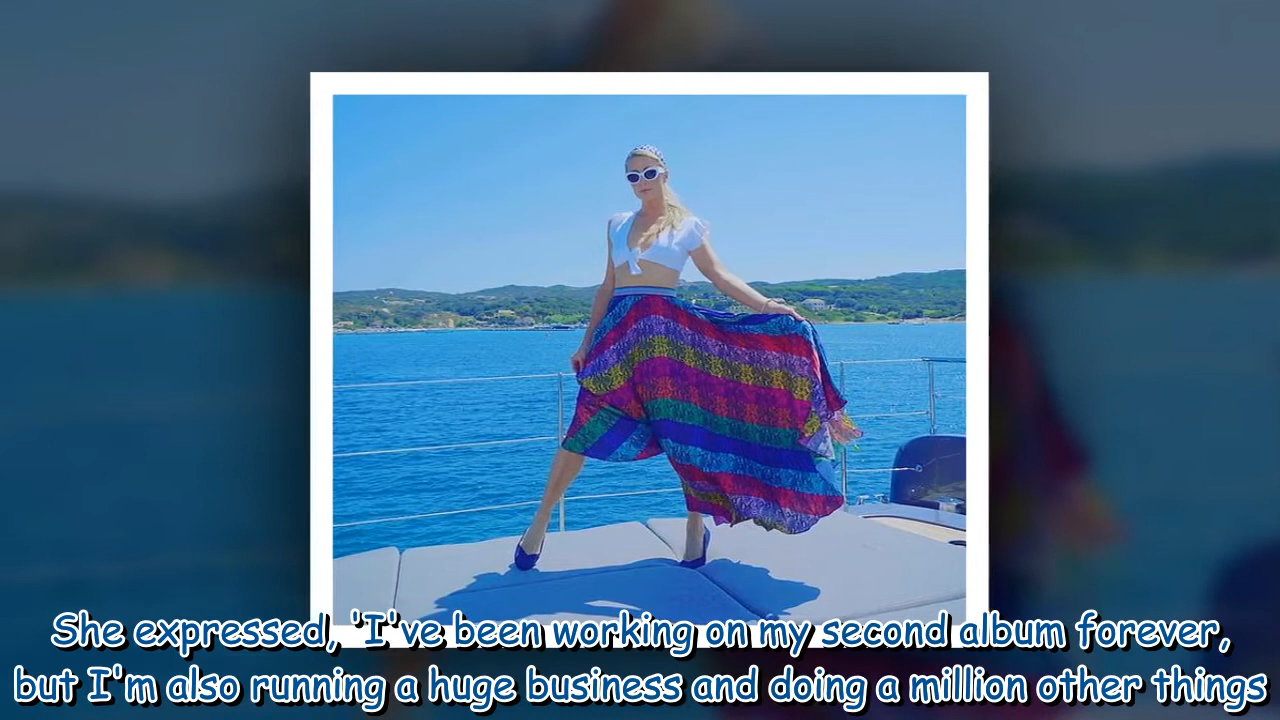 She expressed, 'I've been working on my second album forever,
but I'm also running a huge business and doing a million other things